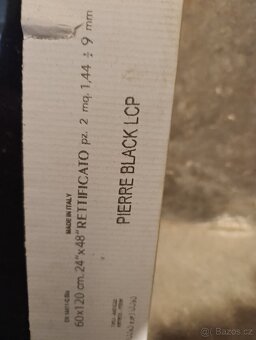 MADE IN ITALY
60x120 cm. 24"x48" RETTIFICATO pz. 2 mq. 1,44 ÷ 9 mm
PIERRE BLACK LCP
Bazoš.cz